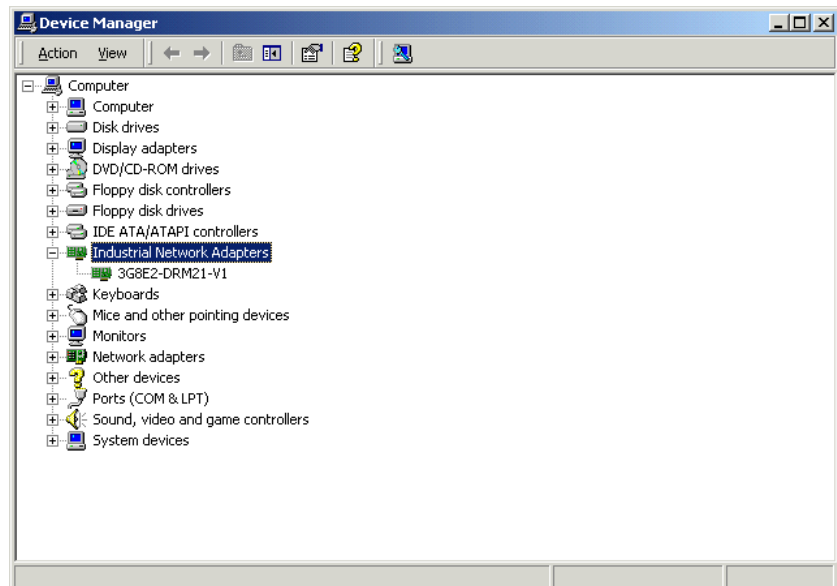 Device Manager
Action View
Computer
Computer
Disk drives
Display adapters
DVD/CD-ROM drives
Floppy disk controllers
Floppy disk drives
IDE ATA/ATAPI controllers
Industrial Network Adapters
3G8E2-DRM21-V1
Keyboards
Mice and other pointing devices
Monitors
Network adapters
Other devices
Ports (COM & LPT)
Sound, video and game controllers
System devices